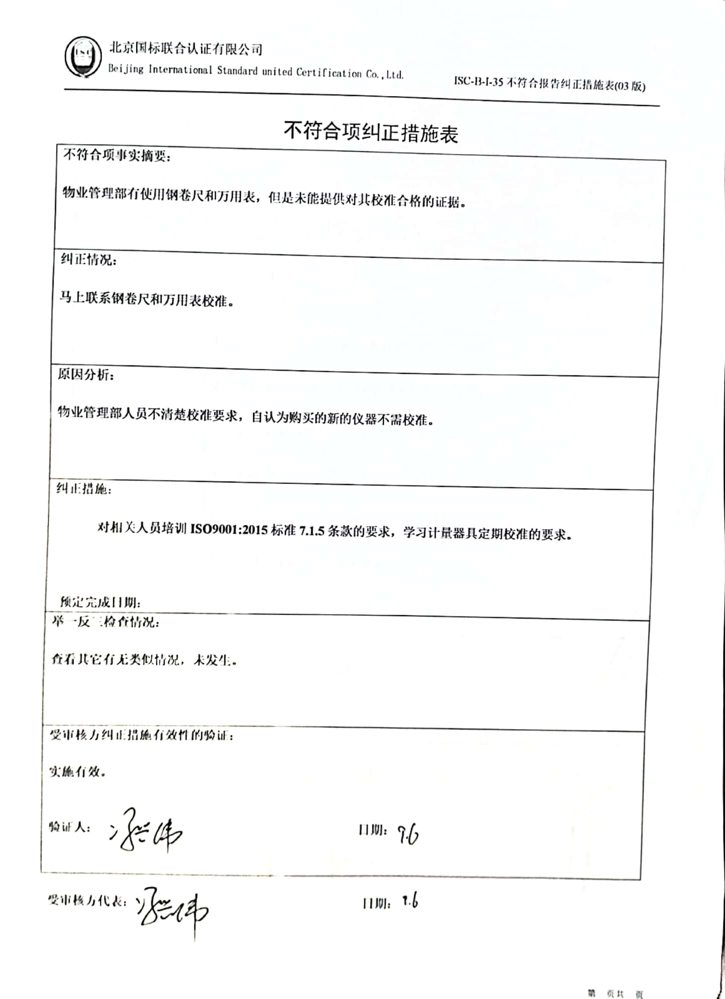 ISC
北京国标联合认证有限公司
Beijing International Standard united Certification Co.,Ltd.
ISC-B-I-35 不符合报告纠正措施表(03 版)
不符合项纠正措施表
不符合项事实摘要：
物业管理部有使用钢卷尺和万用表，但是未能提供对其校准合格的证据。
纠正情况：
马上联系钢卷尺和万用表校准。
原因分析：
物业管理部人员不清楚校准要求，自认为购买的新的仪器不需校准。
纠正措施：
对相关人员培训 ISO9001:2015 标准 7.1.5 条款的要求，学习计量器具定期校准的要求。
预定完成日期：
举一反三检查情况：
查看其它有无类似情况，未发生。
受审核方纠正措施有效性的验证：
实施有效。
验证人： 日期：9.6
受审核方代表： 日期：9.6
第 页共 页